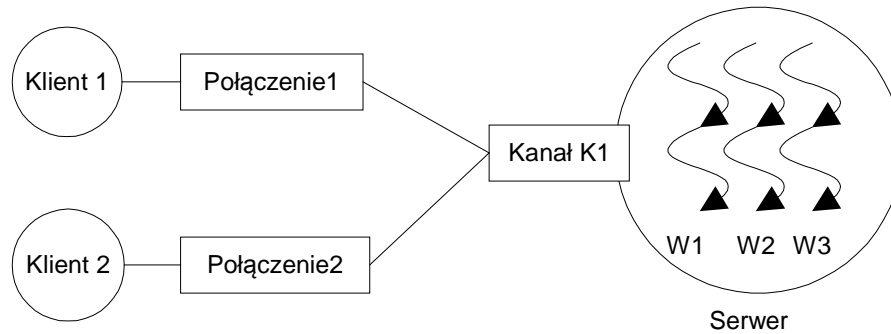 Klient 1
Połączenie1
Kanał K1
Klient 2
Połączenie2
W1 W2 W3
Serwer